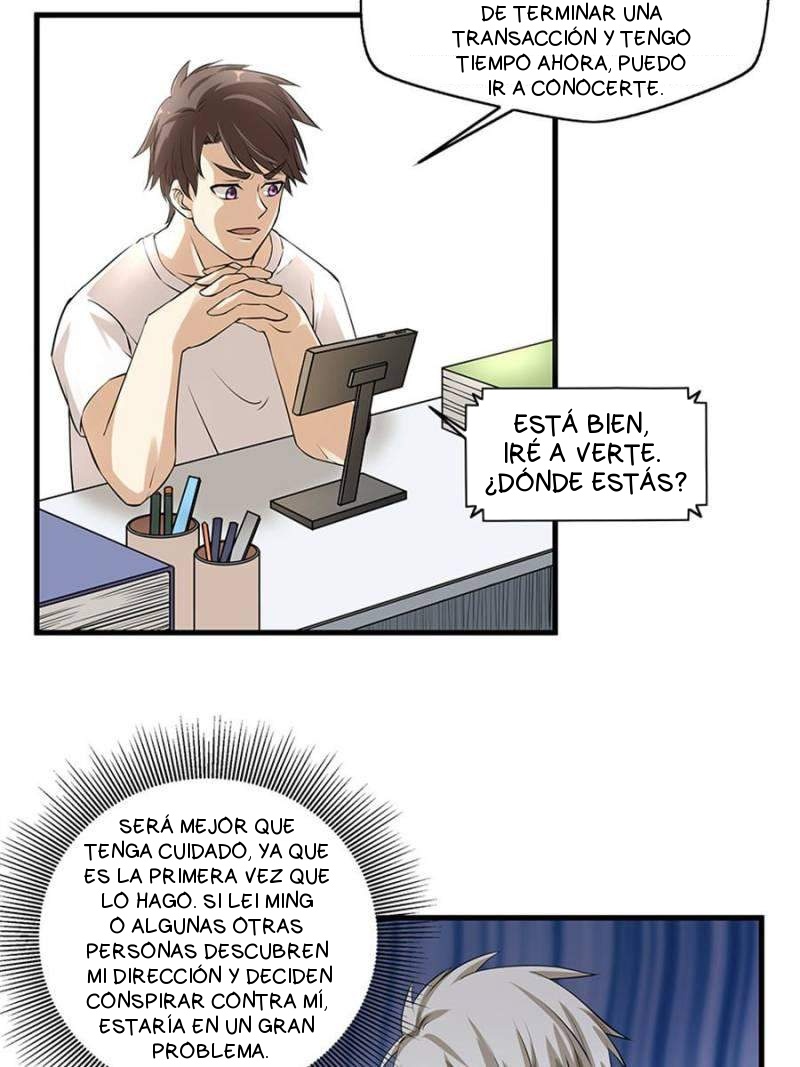 DE TERMINAR UNA
TRANSACCIÓN Y TENGO
TIEMPO AHORA, PUEDO
IR A CONOCERTE.
ESTÁ BIEN,
IRÉ A VERTE.
¿DÓNDE ESTÁS?
SERÁ MEJOR QUE
TENGA CUIDADO, YA QUE
ES LA PRIMERA VEZ QUE
LO HAGO. SI LEI MING
O ALGUNAS OTRAS
PERSONAS DESCUBREN
MI DIRECCIÓN Y DECIDEN
CONSPIRAR CONTRA MÍ,
ESTARÍA EN UN GRAN
PROBLEMA.